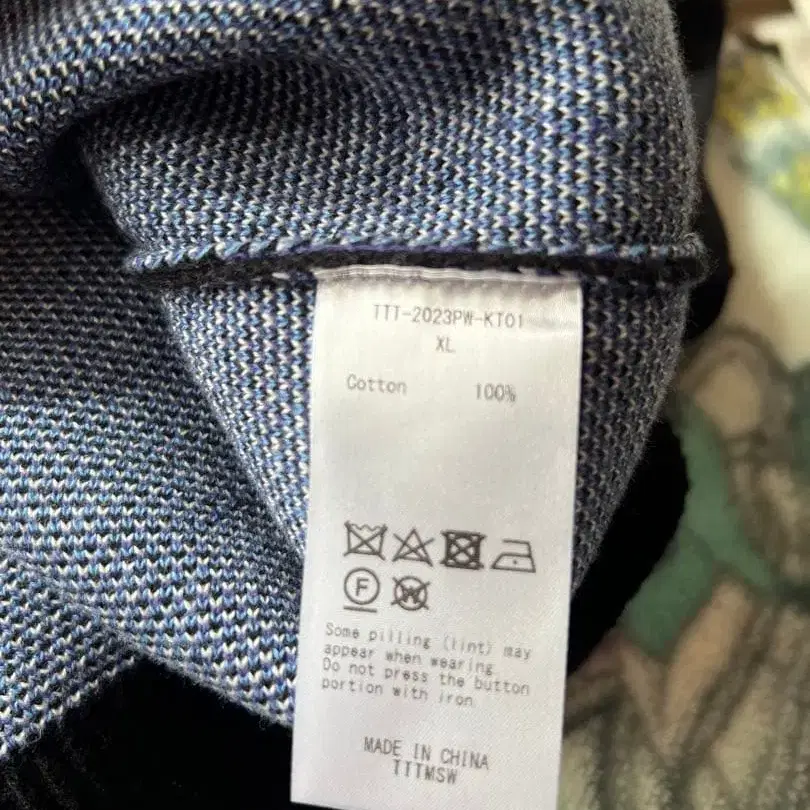 TTT-2023PW-KT01
XL
Cotton 100%
F W
Some pilling (lint) may
appear when wearing
Do not press the button
portion with iron
MADE IN CHINA
TTTMSW